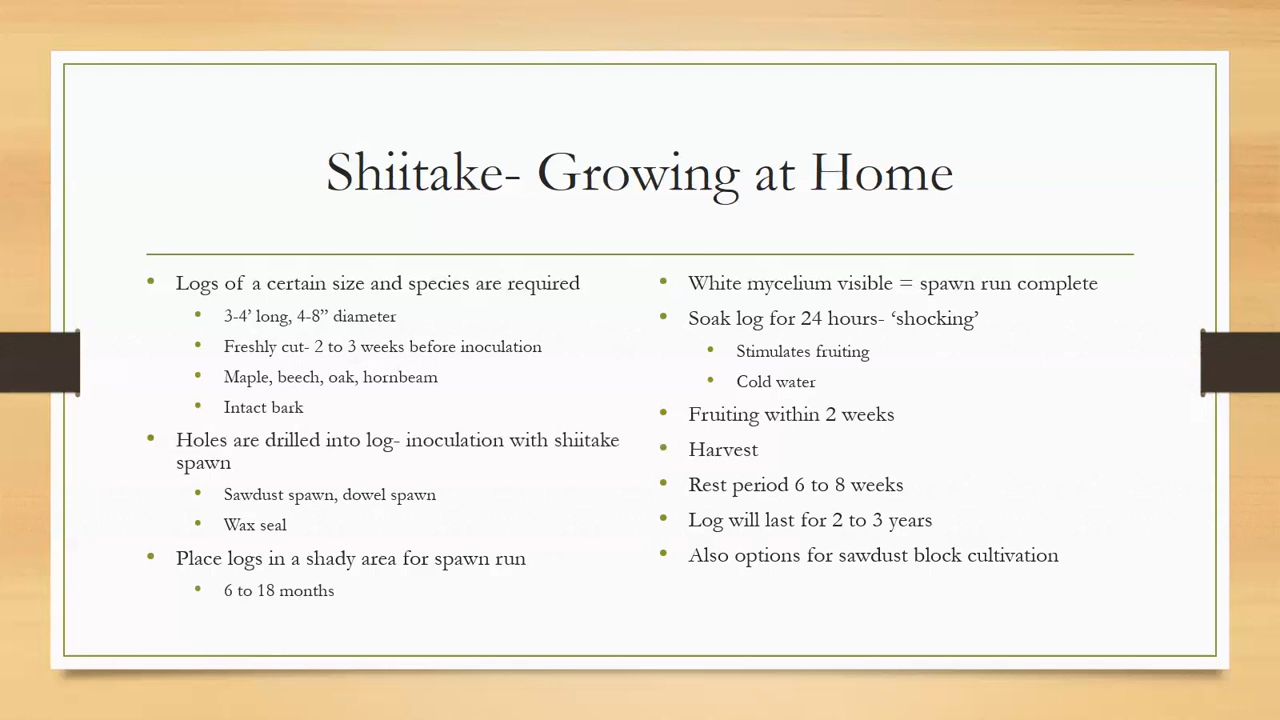 Shiitake- Growing at Home
Logs of a certain size and species are required
3-4’ long, 4-8” diameter
Freshly cut- 2 to 3 weeks before inoculation
Maple, beech, oak, hornbeam
Intact bark
Holes are drilled into log- inoculation with shiitake
spawn
Sawdust spawn, dowel spawn
Wax seal
Place logs in a shady area for spawn run
6 to 18 months
White mycelium visible = spawn run complete
Soak log for 24 hours- ‘shocking’
Stimulates fruiting
Cold water
Fruiting within 2 weeks
Harvest
Rest period 6 to 8 weeks
Log will last for 2 to 3 years
Also options for sawdust block cultivation